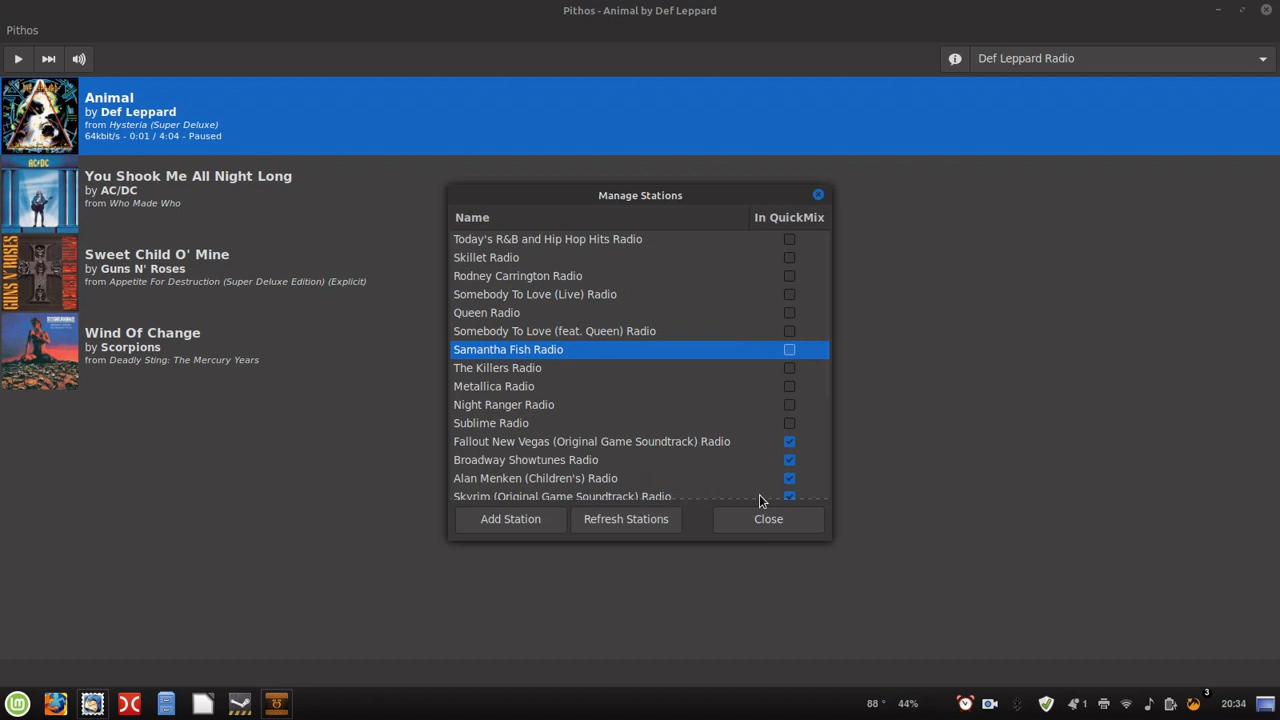 Pithos - Animal by Def Leppard
Pithos
Def Leppard Radio
Animal
by Def Leppard
from Hysteria (Super Deluxe)
64kbit/s - 0:01 / 4:04 - Paused
AC/DC
You Shook Me All Night Long
by AC/DC
from Who Made Who
GUNS N' ROSES
Sweet Child O' Mine
by Guns N' Roses
from Appetite For Destruction (Super Deluxe Edition) (Explicit)
Wind Of Change
by Scorpions
from Deadly Sting: The Mercury Years
Manage Stations
Name In QuickMix
Today's R&B and Hip Hop Hits Radio
Skillet Radio
Rodney Carrington Radio
Somebody To Love (Live) Radio
Queen Radio
Somebody To Love (feat. Queen) Radio
Samantha Fish Radio
The Killers Radio
Metallica Radio
Night Ranger Radio
Sublime Radio
Fallout New Vegas (Original Game Soundtrack) Radio
Broadway Showtunes Radio
Alan Menken (Children's) Radio
Skyrim (Original Game Soundtrack) Radio
Add Station Refresh Stations Close
88 ° 44% 1 3 20:34